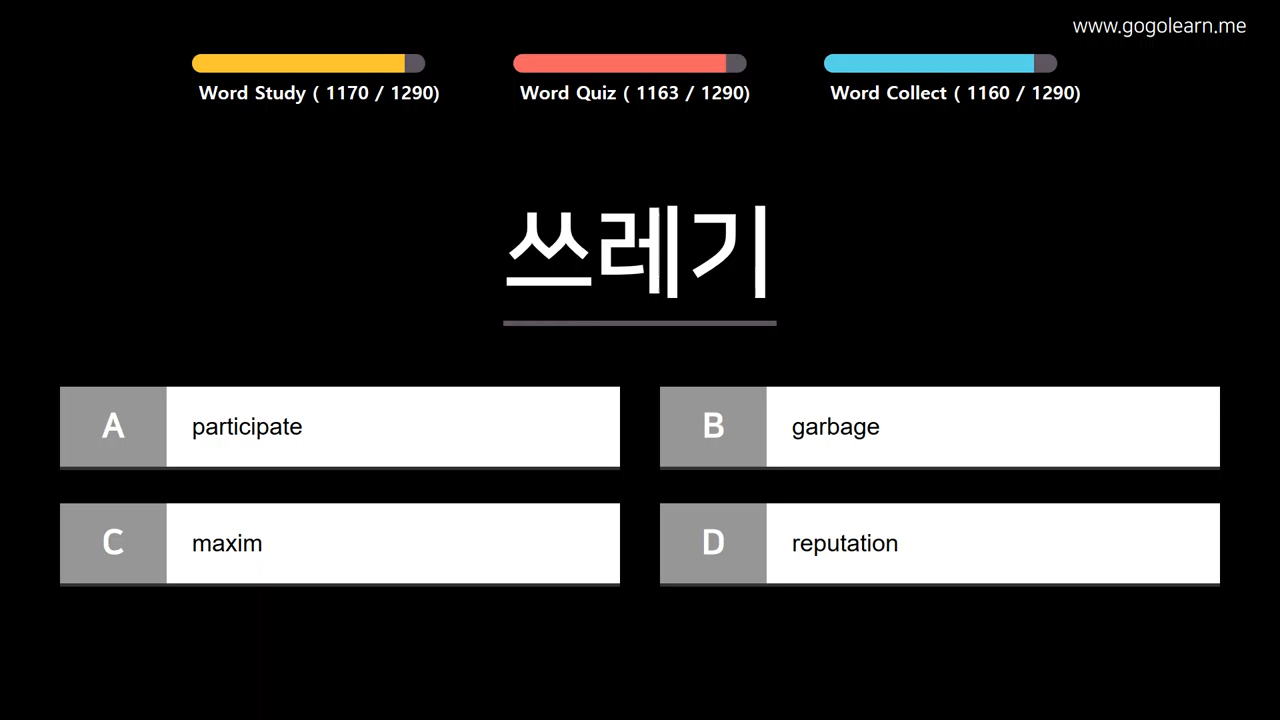 www.gogolearn.me
Word Study ( 1170 / 1290)
Word Quiz ( 1163 / 1290)
Word Collect ( 1160 / 1290)
쓰레기
A participate
B garbage
C maxim
D reputation